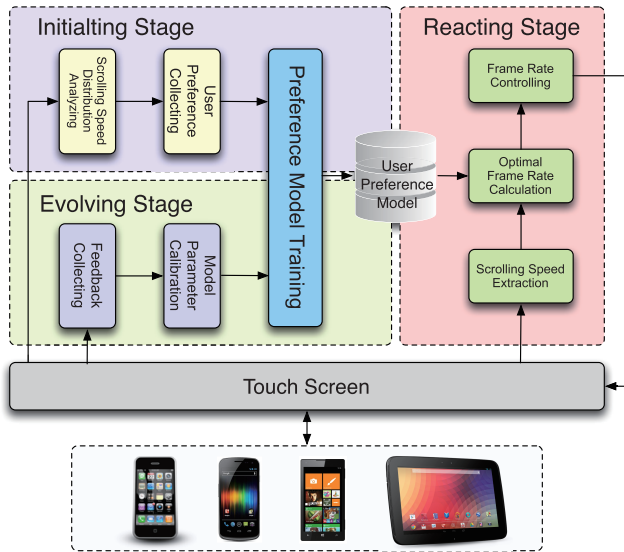 Initialting Stage
Scrolling Speed
Distribution
Analyzing
User
Preference
Collecting
Preference Model Training
Evolving Stage
Feedback
Collecting
Model
Parameter
Calibration
User
Preference
Model
Reacting Stage
Frame Rate
Controlling
Optimal
Frame Rate
Calculation
Scrolling Speed
Extraction
Touch Screen